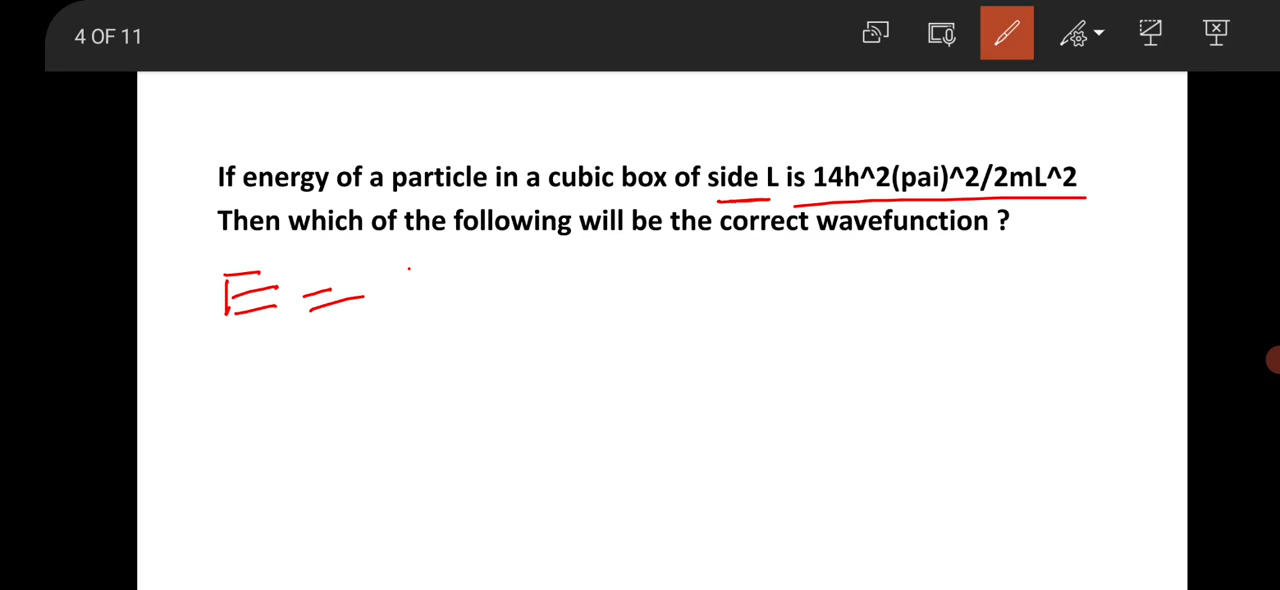 4 OF 11
If energy of a particle in a cubic box of side L is 14h^2(pai)^2/2mL^2
Then which of the following will be the correct wavefunction ?
E =